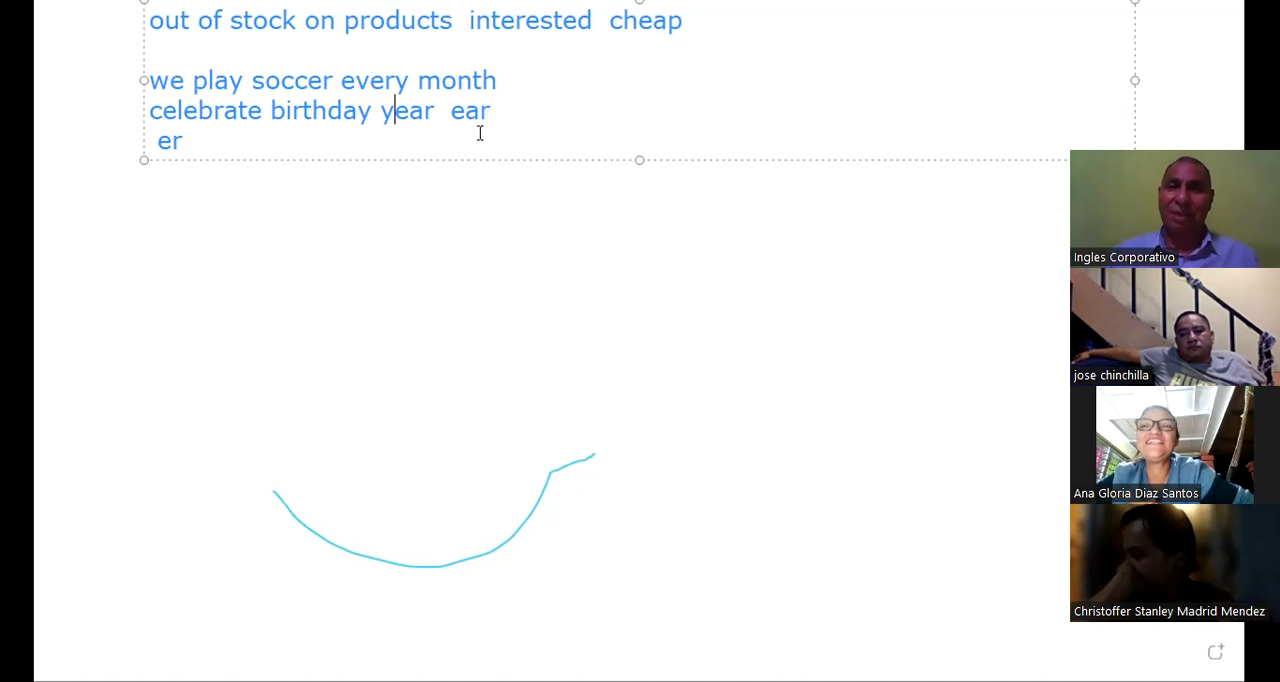 out of stock on products  interested  cheap
we play soccer every month
celebrate birthday year  ear
er
Ingles Corporativo
jose chinchilla
Ana Gloria Diaz Santos
Christoffer Stanley Madrid Mendez